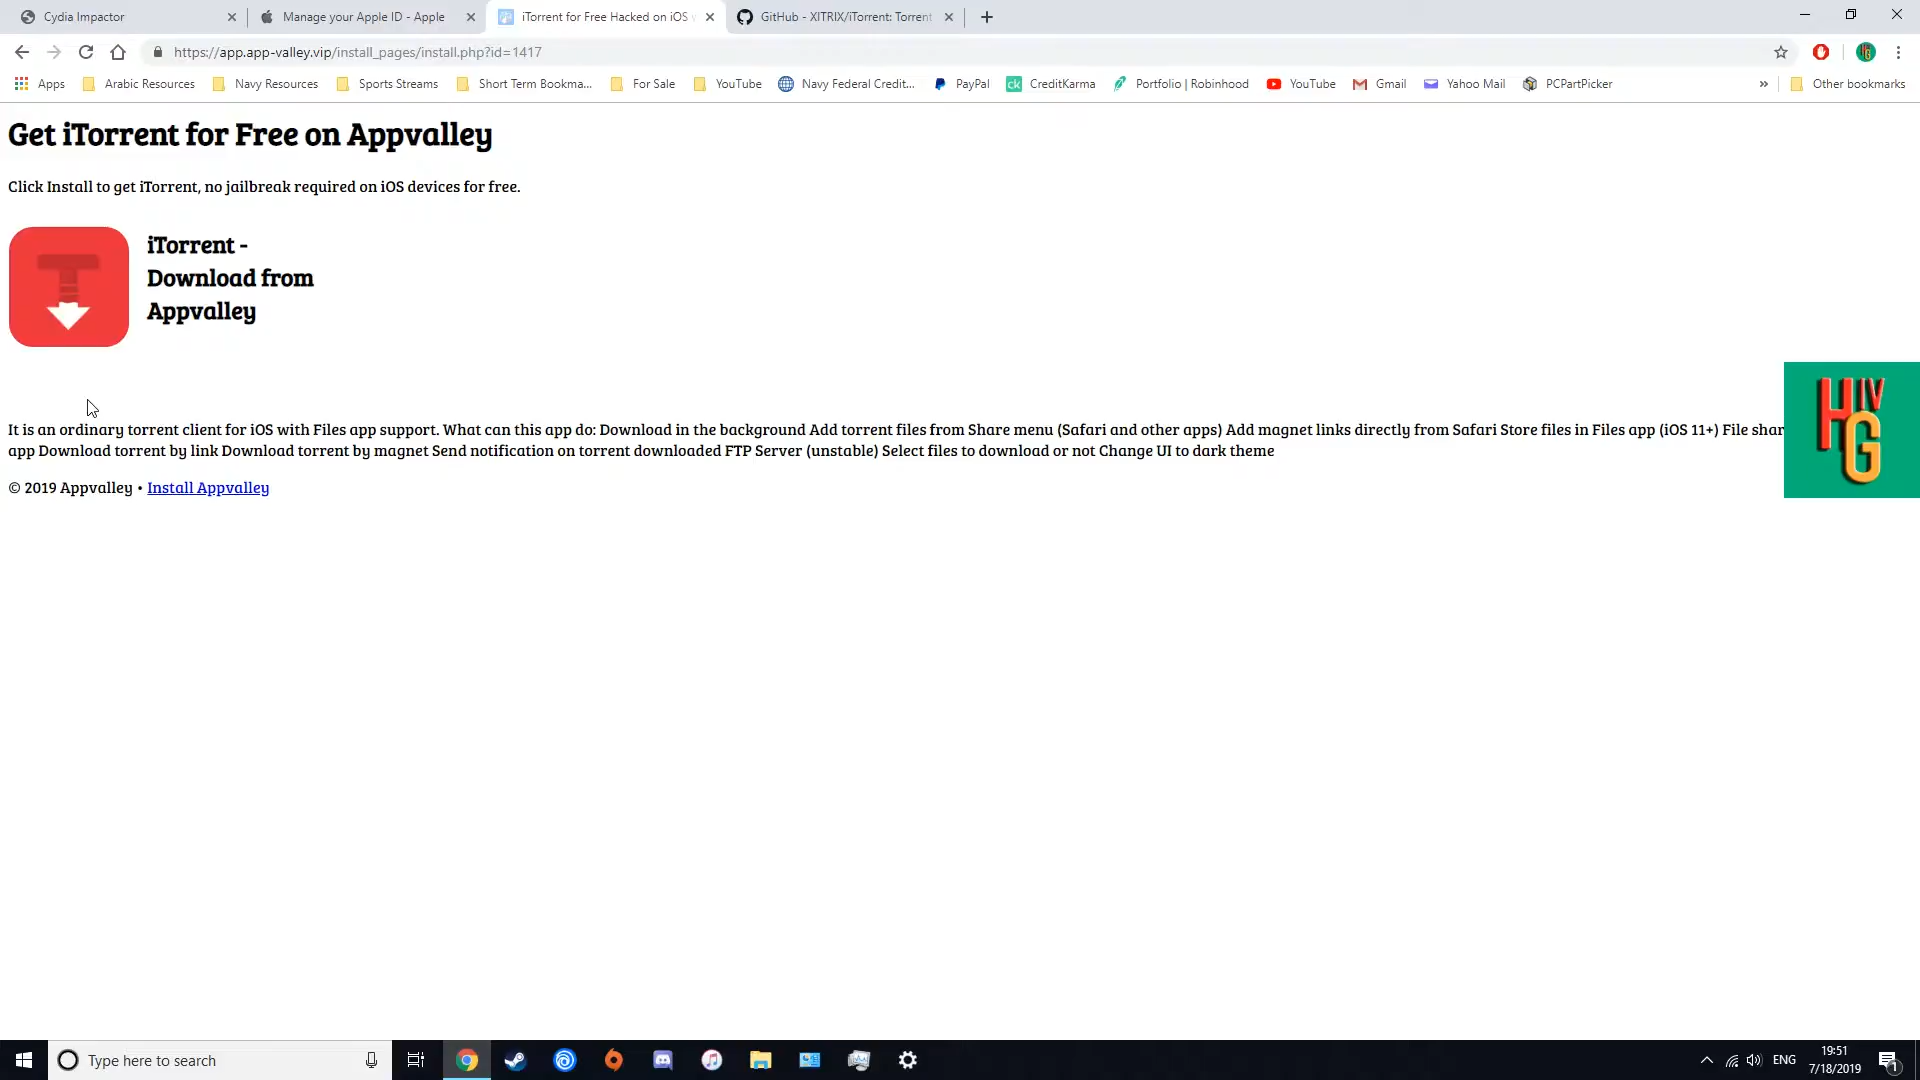 Cydia Impactor
Manage your Apple ID - Apple
iTorrent for Free Hacked on iOS
GitHub - XITRIX/iTorrent: Torrent
https://app.app-valley.vip/install_pages/install.php?id=1417
Apps
Arabic Resources
Navy Resources
Sports Streams
Short Term Bookma...
For Sale
YouTube
Navy Federal Credit...
PayPal
ck CreditKarma
Portfolio | Robinhood
YouTube
Gmail
Yahoo Mail
PCPartPicker
»
Other bookmarks
Get iTorrent for Free on Appvalley
Click Install to get iTorrent, no jailbreak required on iOS devices for free.
iTorrent -
Download from
Appvalley
It is an ordinary torrent client for iOS with Files app support. What can this app do: Download in the background Add torrent files from Share menu (Safari and other apps) Add magnet links directly from Safari Store files in Files app (iOS 11+) File shar
app Download torrent by link Download torrent by magnet Send notification on torrent downloaded FTP Server (unstable) Select files to download or not Change UI to dark theme
© 2019 Appvalley • Install Appvalley
HIV
G
Type here to search
ENG
19:51
7/18/2019
1